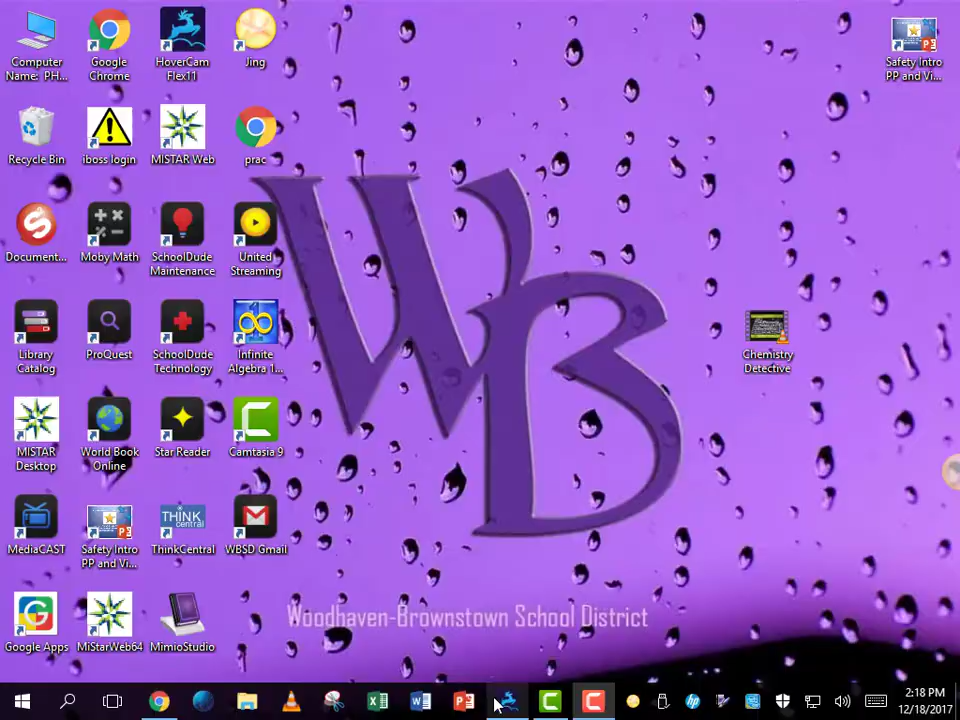 Computer
Name: PH...
Google
Chrome
HoverCam
Flex11
Jing
Safety Intro
PP and Vi...
Recycle Bin
iboss login
MISTAR Web
prac
Document...
Moby Math
SchoolDude
Maintenance
United
Streaming
WB
Library
Catalog
ProQuest
SchoolDude
Technology
Infinite
Algebra 1...
Chemistry
Detective
MISTAR
Desktop
World Book
Online
Star Reader
Camtasia 9
THINK
central
MediaCAST
Safety Intro
PP and Vi...
ThinkCentral
WBSD Gmail
Google Apps
MiStarWeb64
MimioStudio
Woodhaven-Brownstown School District
2:18 PM
12/18/2017